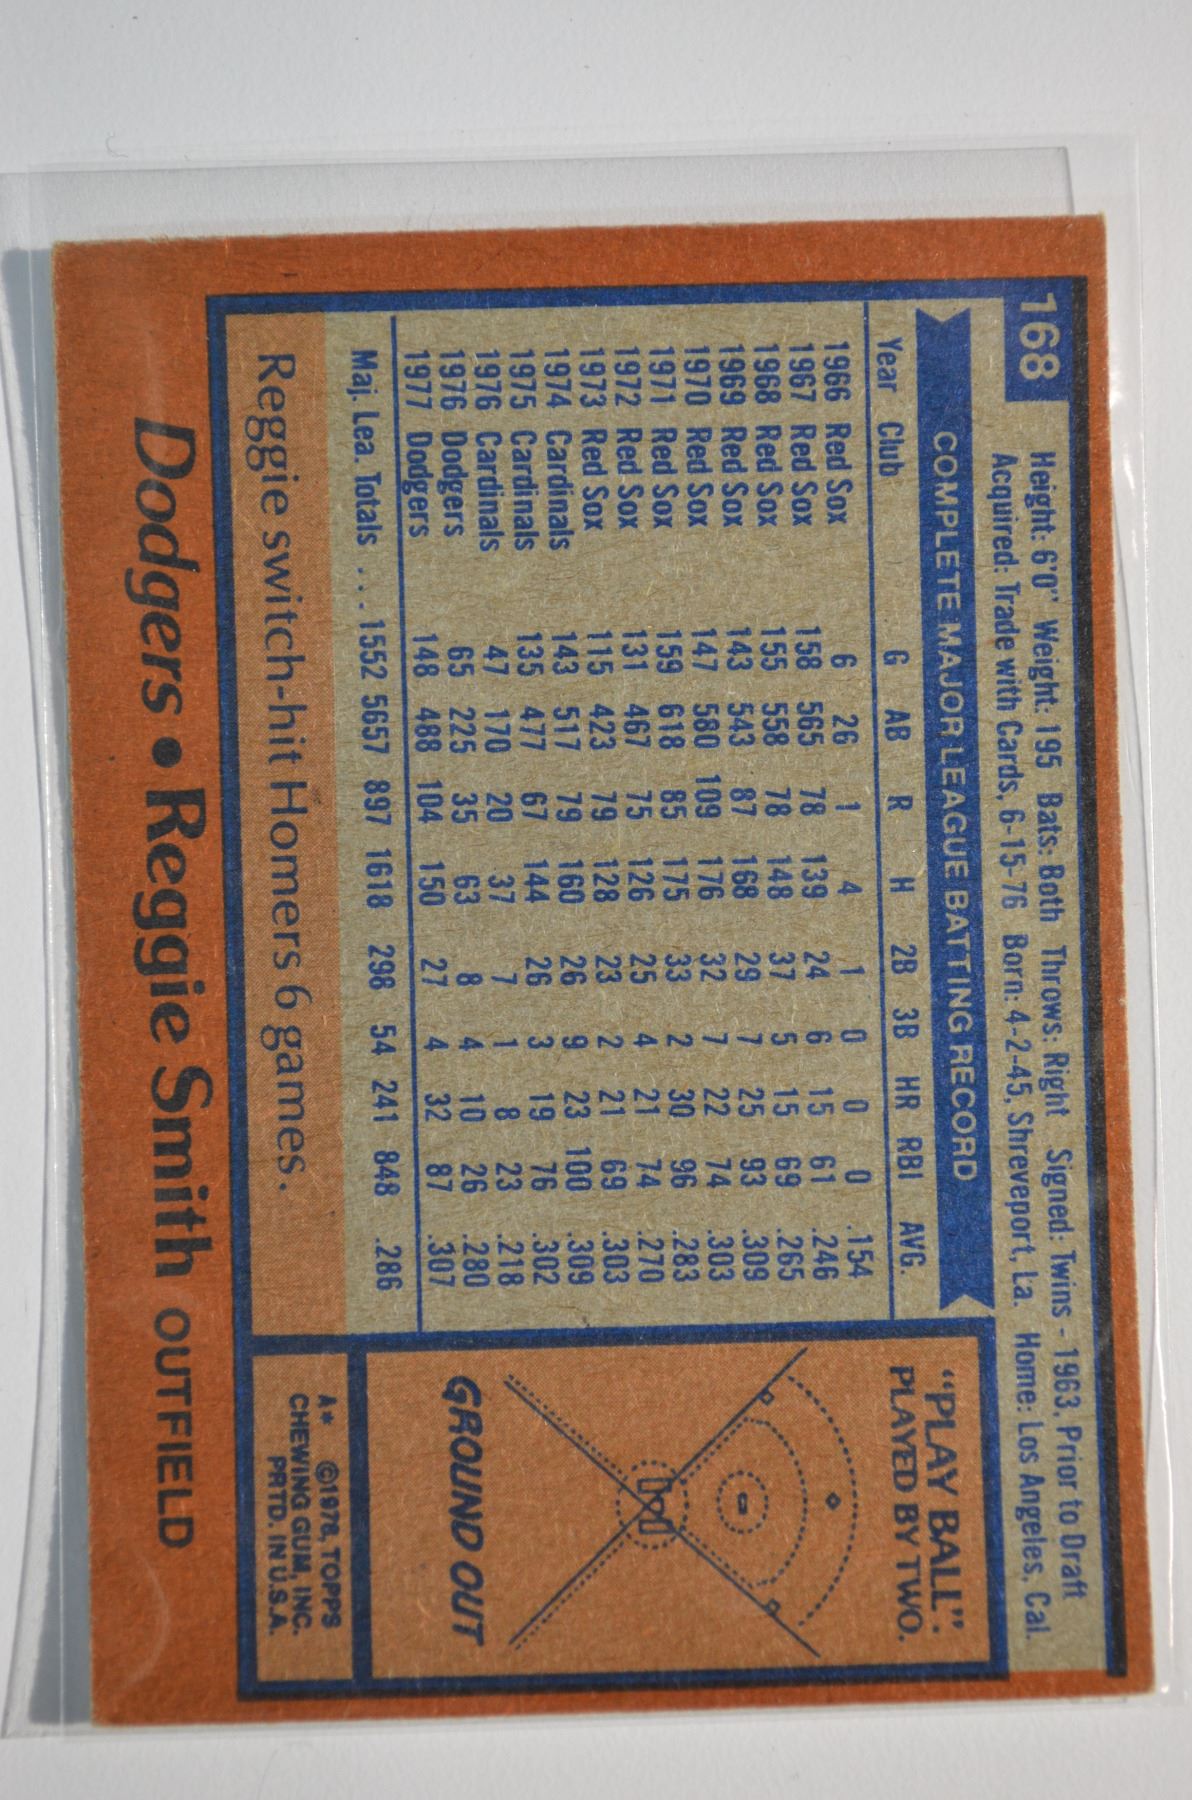 168
Height: 6'0" Weight: 195 Bats: Both Throws: Right Signed: Twins - 1963, Prior to Draft
Acquired: Trade with Cards, 6-15-76 Born: 4-2-45, Shreveport, La. Home: Los Angeles, Cal.
COMPLETE MAJOR LEAGUE BATTING RECORD
Year Club G AB R H 2B 3B HR RBI AVG.
1966 Red Sox 6 26 1 4 1 0 0 0 .154
1967 Red Sox 158 565 78 139 24 6 15 61 .246
1968 Red Sox 155 558 78 148 37 5 15 69 .265
1969 Red Sox 143 543 87 168 29 7 25 93 .309
1970 Red Sox 147 580 109 176 32 7 22 74 .303
1971 Red Sox 159 618 85 175 33 2 30 96 .283
1972 Red Sox 131 467 75 126 25 4 21 74 .270
1973 Red Sox 115 423 79 128 23 2 21 69 .303
1974 Cardinals 143 517 79 160 26 9 23 100 .309
1975 Cardinals 135 477 67 144 26 3 19 76 .302
1976 Cardinals 47 170 20 37 7 1 8 23 .218
1976 Dodgers 65 225 35 63 8 4 10 26 .280
1977 Dodgers 148 488 104 150 27 4 32 87 .307
Maj. Lea. Totals . . . 1552 5657 897 1618 298 54 241 848 .286
Reggie switch-hit Homers 6 games.
"PLAY BALL":
PLAYED BY TWO.
GROUND OUT
A* ©1978, TOPPS
CHEWING GUM, INC.
PRTD. IN U.S.A.
Dodgers • Reggie Smith OUTFIELD